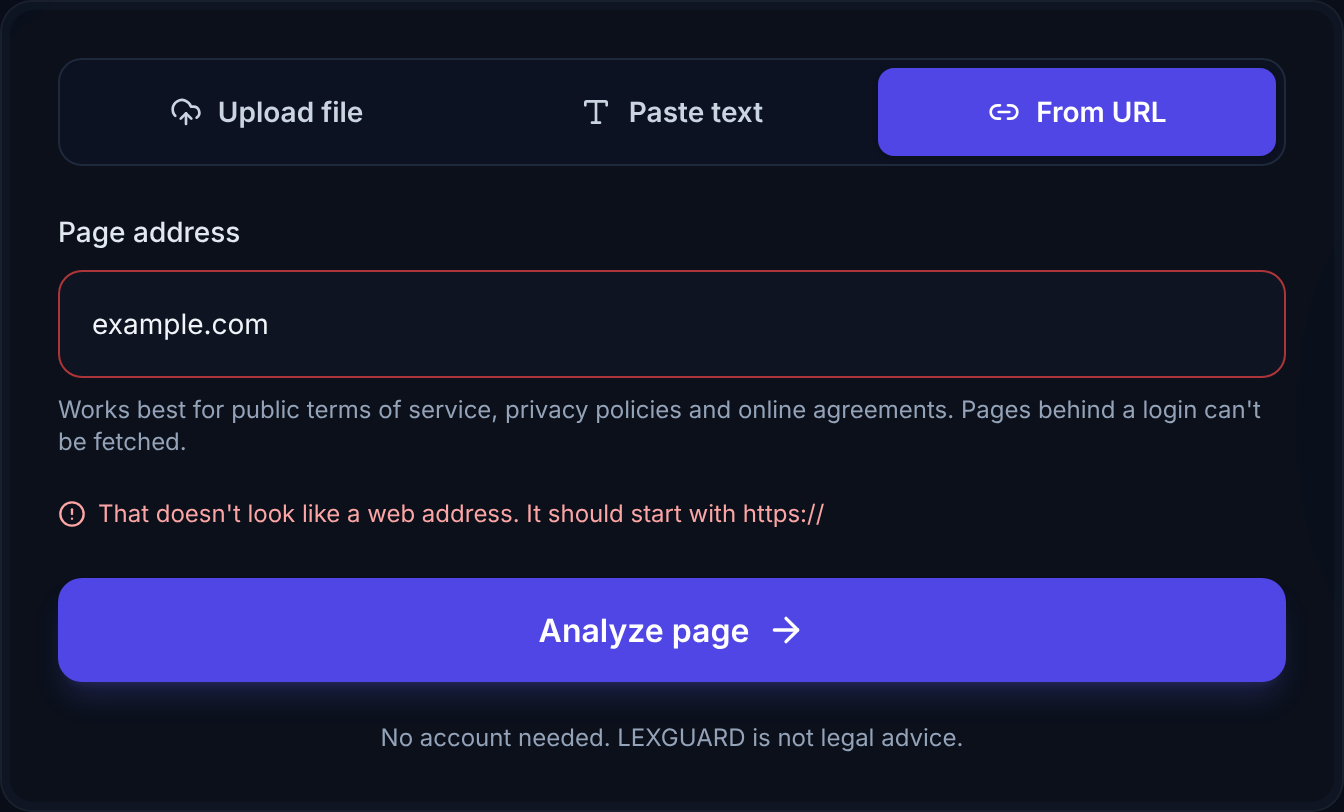 Upload file
Paste text
From URL
Page address
example.com
Works best for public terms of service, privacy policies and online agreements. Pages behind a login can't
be fetched.
That doesn't look like a web address. It should start with https://
Analyze page
No account needed. LEXGUARD is not legal advice.